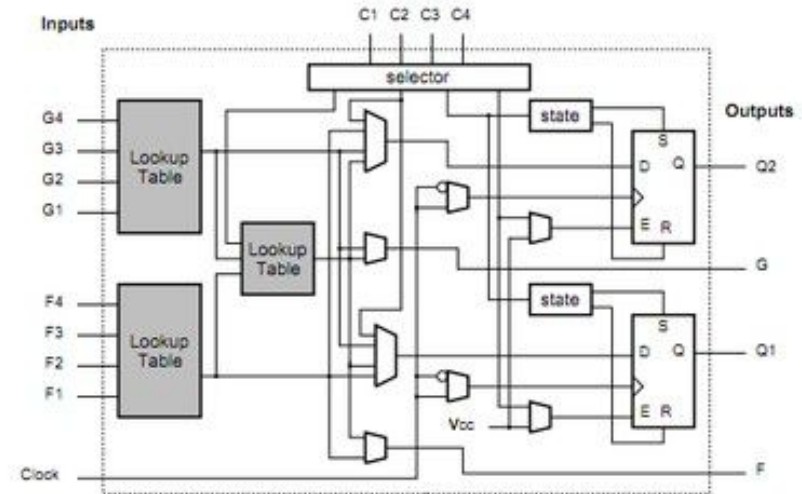 C1 C2 C3 C4
Inputs
selector
G4
G3
G2
G1
Lookup
Table
state
Outputs
S
D Q
E R
Q2
Lookup
Table
G
F4
F3
F2
F1
Lookup
Table
state
S
D Q
E R
Q1
Vcc
Clock
F